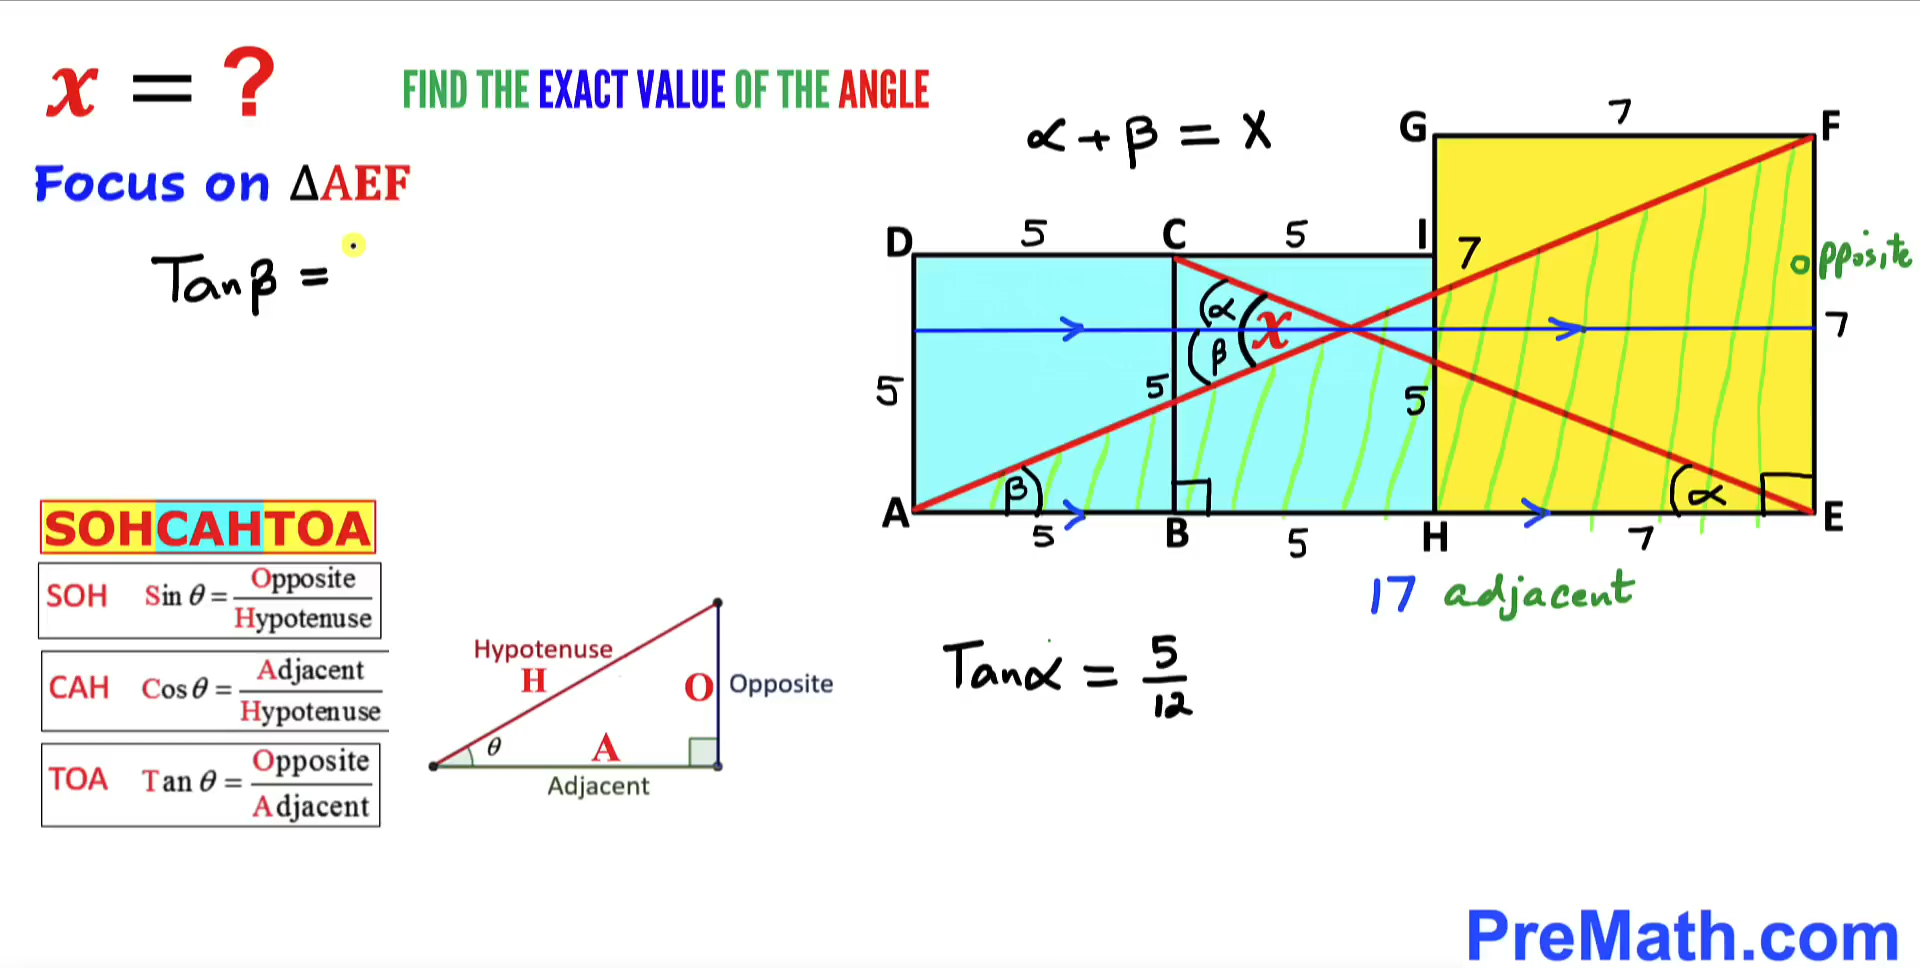 x = ?
FIND THE EXACT VALUE OF THE ANGLE
Focus on ΔAEF
Tanβ =
α + β = x
G
7
F
D
5
C
5
I
7
opposite
α
x
β
7
5
5
5
A
β
5
B
5
H
7
α
E
17 adjacent
Tanα = 5/12
SOHCAHTOA
SOH Sin θ = Opposite/Hypotenuse
CAH Cos θ = Adjacent/Hypotenuse
TOA Tan θ = Opposite/Adjacent
Hypotenuse
H
O Opposite
θ
A
Adjacent
PreMath.com